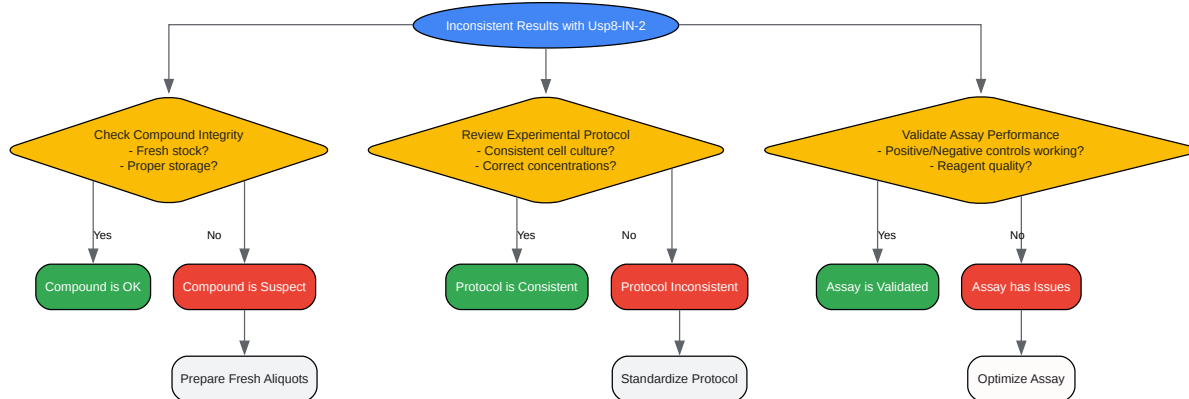 Inconsistent Results with Usp8-IN-2
Check Compound Integrity
- Fresh stock?
- Proper storage?
Review Experimental Protocol
- Consistent cell culture?
- Correct concentrations?
Validate Assay Performance
- Positive/Negative controls working?
- Reagent quality?
Yes
No
Yes
No
Yes
No
Compound is OK
Compound is Suspect
Protocol is Consistent
Protocol Inconsistent
Assay is Validated
Assay has Issues
Prepare Fresh Aliquots
Standardize Protocol
Optimize Assay